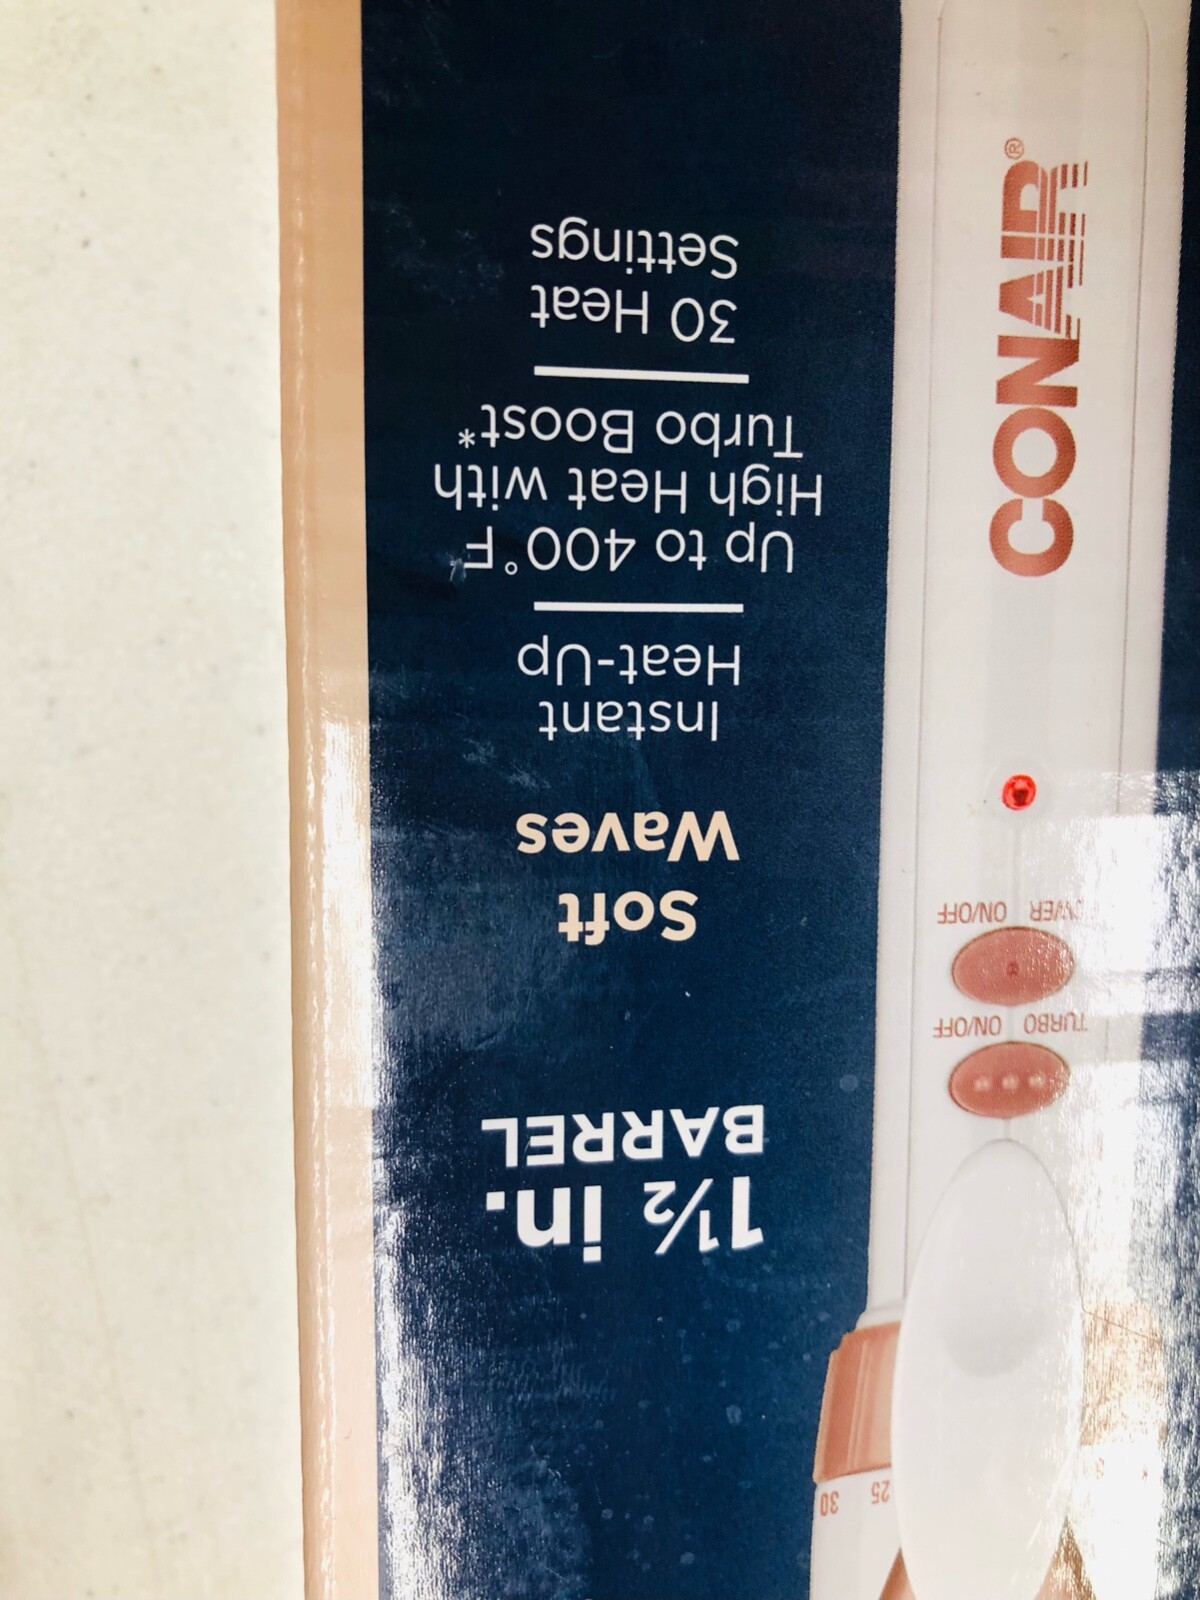 1½ in.
BARREL
Soft
Waves
Instant
Heat-Up
Up to 400°F
High Heat with
Turbo Boost*
30 Heat
Settings
30
25
TURBO ON/OFF
POWER ON/OFF
CONAIR®